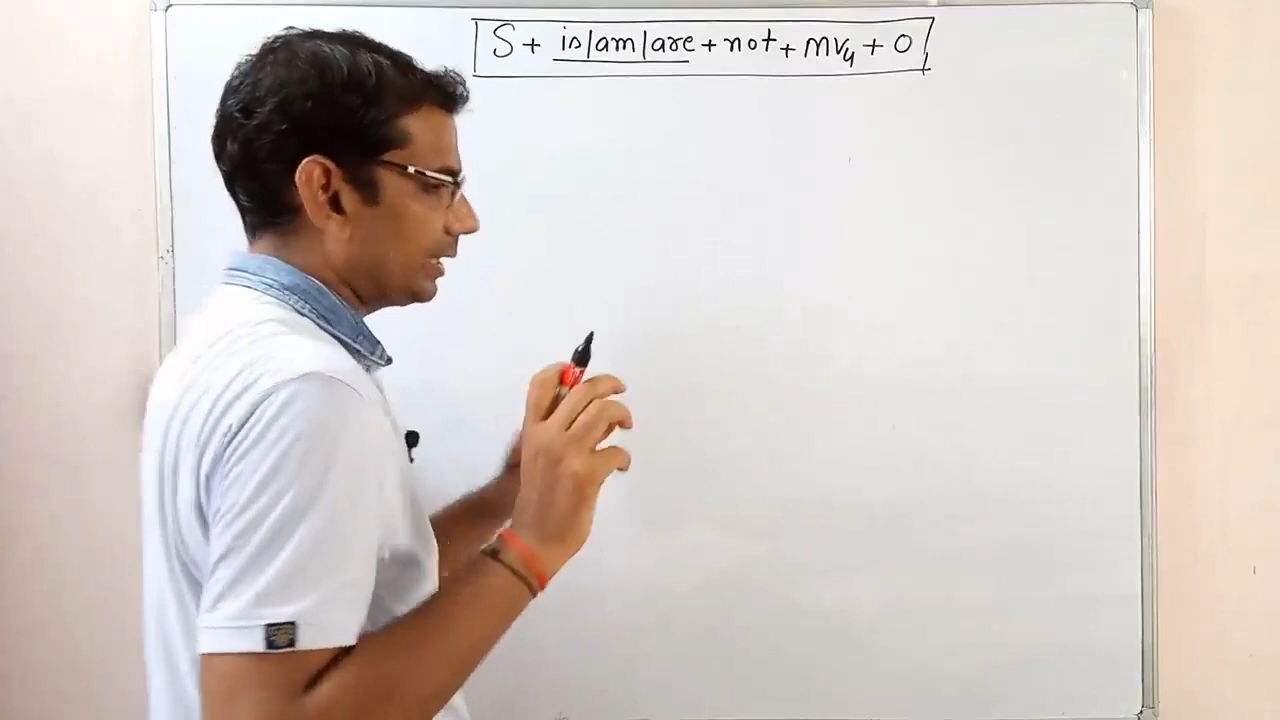 S + is/am/are + not + mv4 + O